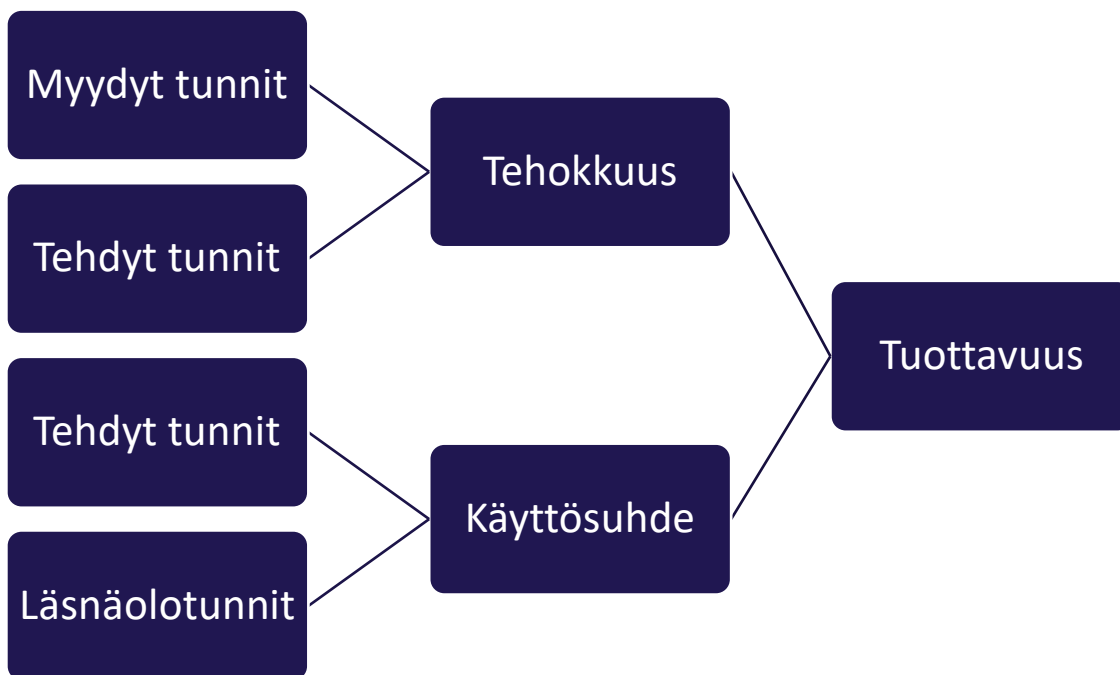 Myydyt tunnit
Tehdyt tunnit
Tehokkuus
Tehdyt tunnit
Läsnäolotunnit
Käyttösuhde
Tuottavuus